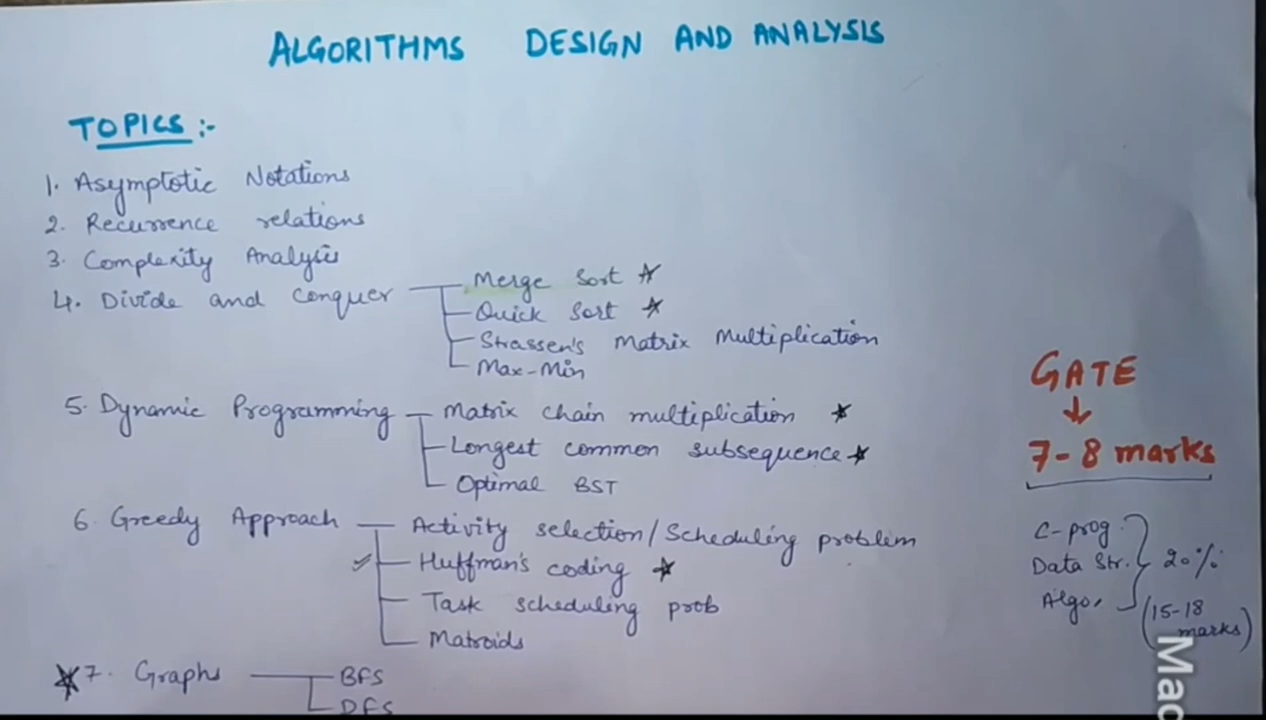 ALGORITHMS DESIGN AND ANALYSIS
TOPICS :-
1. Asymptotic Notations
2. Recurrence relations
3. Complexity Analysis
4. Divide and Conquer
Merge Sort ☆
Quick Sort ☆
Strassen's Matrix Multiplication
Max-Min
5. Dynamic Programming
Matrix chain multiplication ★
Longest common subsequence ★
Optimal BST
6. Greedy Approach
Activity selection/Scheduling problem
✓ Huffman's coding ★
Task scheduling prob
Matroids
★ 7. Graphs
BFS
DFS
GATE
↓
7-8 marks
C-prog.
Data Str.
Algo.
20%
(15-18
marks)
Mad